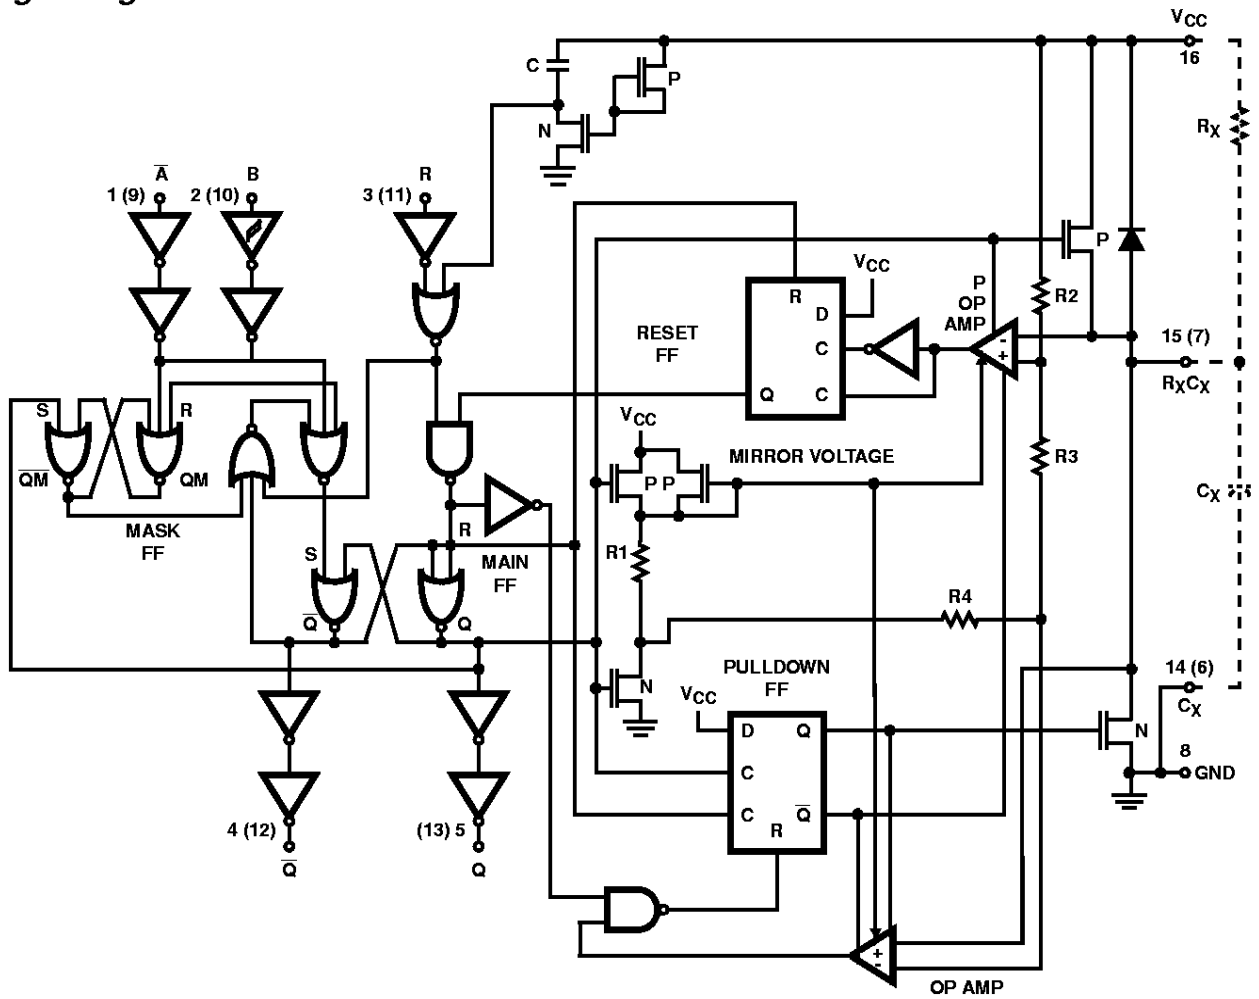 VCC
16
C
P
N
RX
A
B
R
1 (9)
2 (10)
3 (11)
VCC
P
P
OP
AMP
R2
R
D
C
C
Q
RESET
FF
-
+
15 (7)
RXCX
S
R
QM
QM
MASK
FF
VCC
P P
MIRROR VOLTAGE
R3
CX
R1
R
MAIN
FF
S
Q
Q
R4
N
PULLDOWN
FF
VCC
D
Q
C
C
Q
R
14 (6)
CX
N
8
GND
4 (12)
Q
(13) 5
Q
+
-
OP AMP